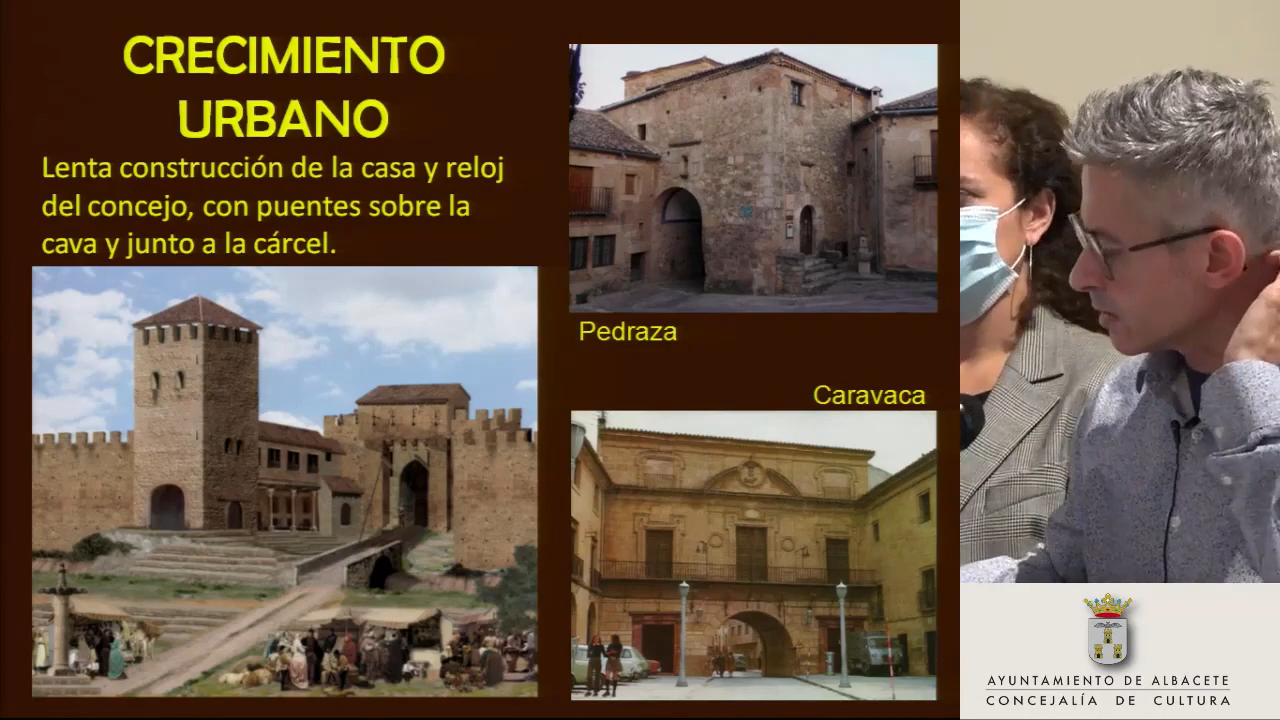 CRECIMIENTO
URBANO
Lenta construcción de la casa y reloj
del concejo, con puentes sobre la
cava y junto a la cárcel.
Pedraza
Caravaca
AYUNTAMIENTO DE ALBACETE
CONCEJALÍA DE CULTURA